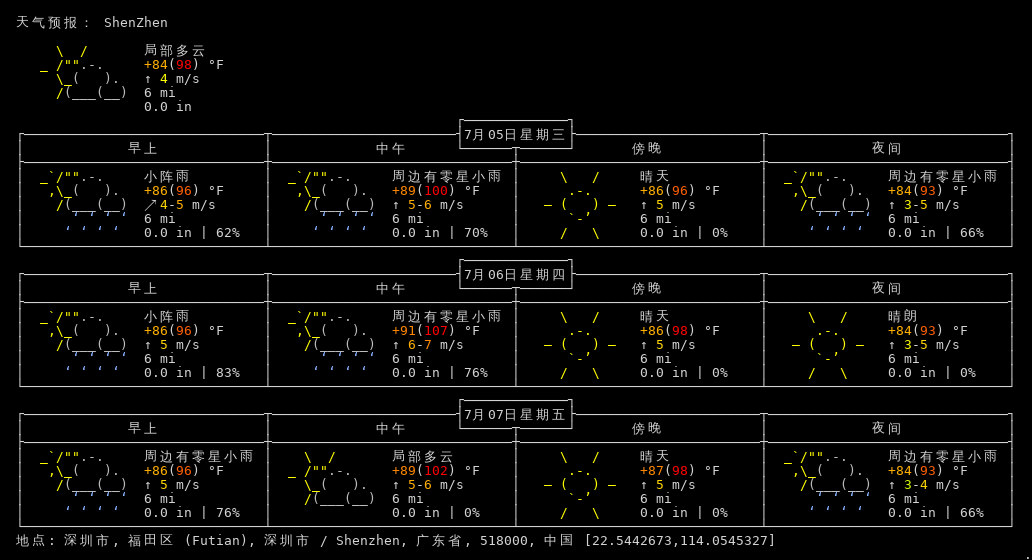 天气预报： ShenZhen
局部多云
+84(98) °F
↑ 4 m/s
6 mi
0.0 in
7月05日星期三
早上 中午 傍晚 夜间
小阵雨 周边有零星小雨 晴天 周边有零星小雨
+86(96) °F +89(100) °F +86(96) °F +84(93) °F
↗ 4-5 m/s ↑ 5-6 m/s ↑ 5 m/s ↑ 3-5 m/s
6 mi 6 mi 6 mi 6 mi
0.0 in | 62% 0.0 in | 70% 0.0 in | 0% 0.0 in | 66%
7月06日星期四
早上 中午 傍晚 夜间
小阵雨 周边有零星小雨 晴天 晴朗
+86(96) °F +91(107) °F +86(98) °F +84(93) °F
↑ 5 m/s ↑ 6-7 m/s ↑ 5 m/s ↑ 3-5 m/s
6 mi 6 mi 6 mi 6 mi
0.0 in | 83% 0.0 in | 76% 0.0 in | 0% 0.0 in | 0%
7月07日星期五
早上 中午 傍晚 夜间
周边有零星小雨 局部多云 晴天 周边有零星小雨
+86(96) °F +89(102) °F +87(98) °F +84(93) °F
↑ 5 m/s ↑ 5-6 m/s ↑ 5 m/s ↑ 3-4 m/s
6 mi 6 mi 6 mi 6 mi
0.0 in | 76% 0.0 in | 0% 0.0 in | 0% 0.0 in | 66%
地点: 深圳市, 福田区 (Futian), 深圳市 / Shenzhen, 广东省, 518000, 中国 [22.5442673,114.0545327]